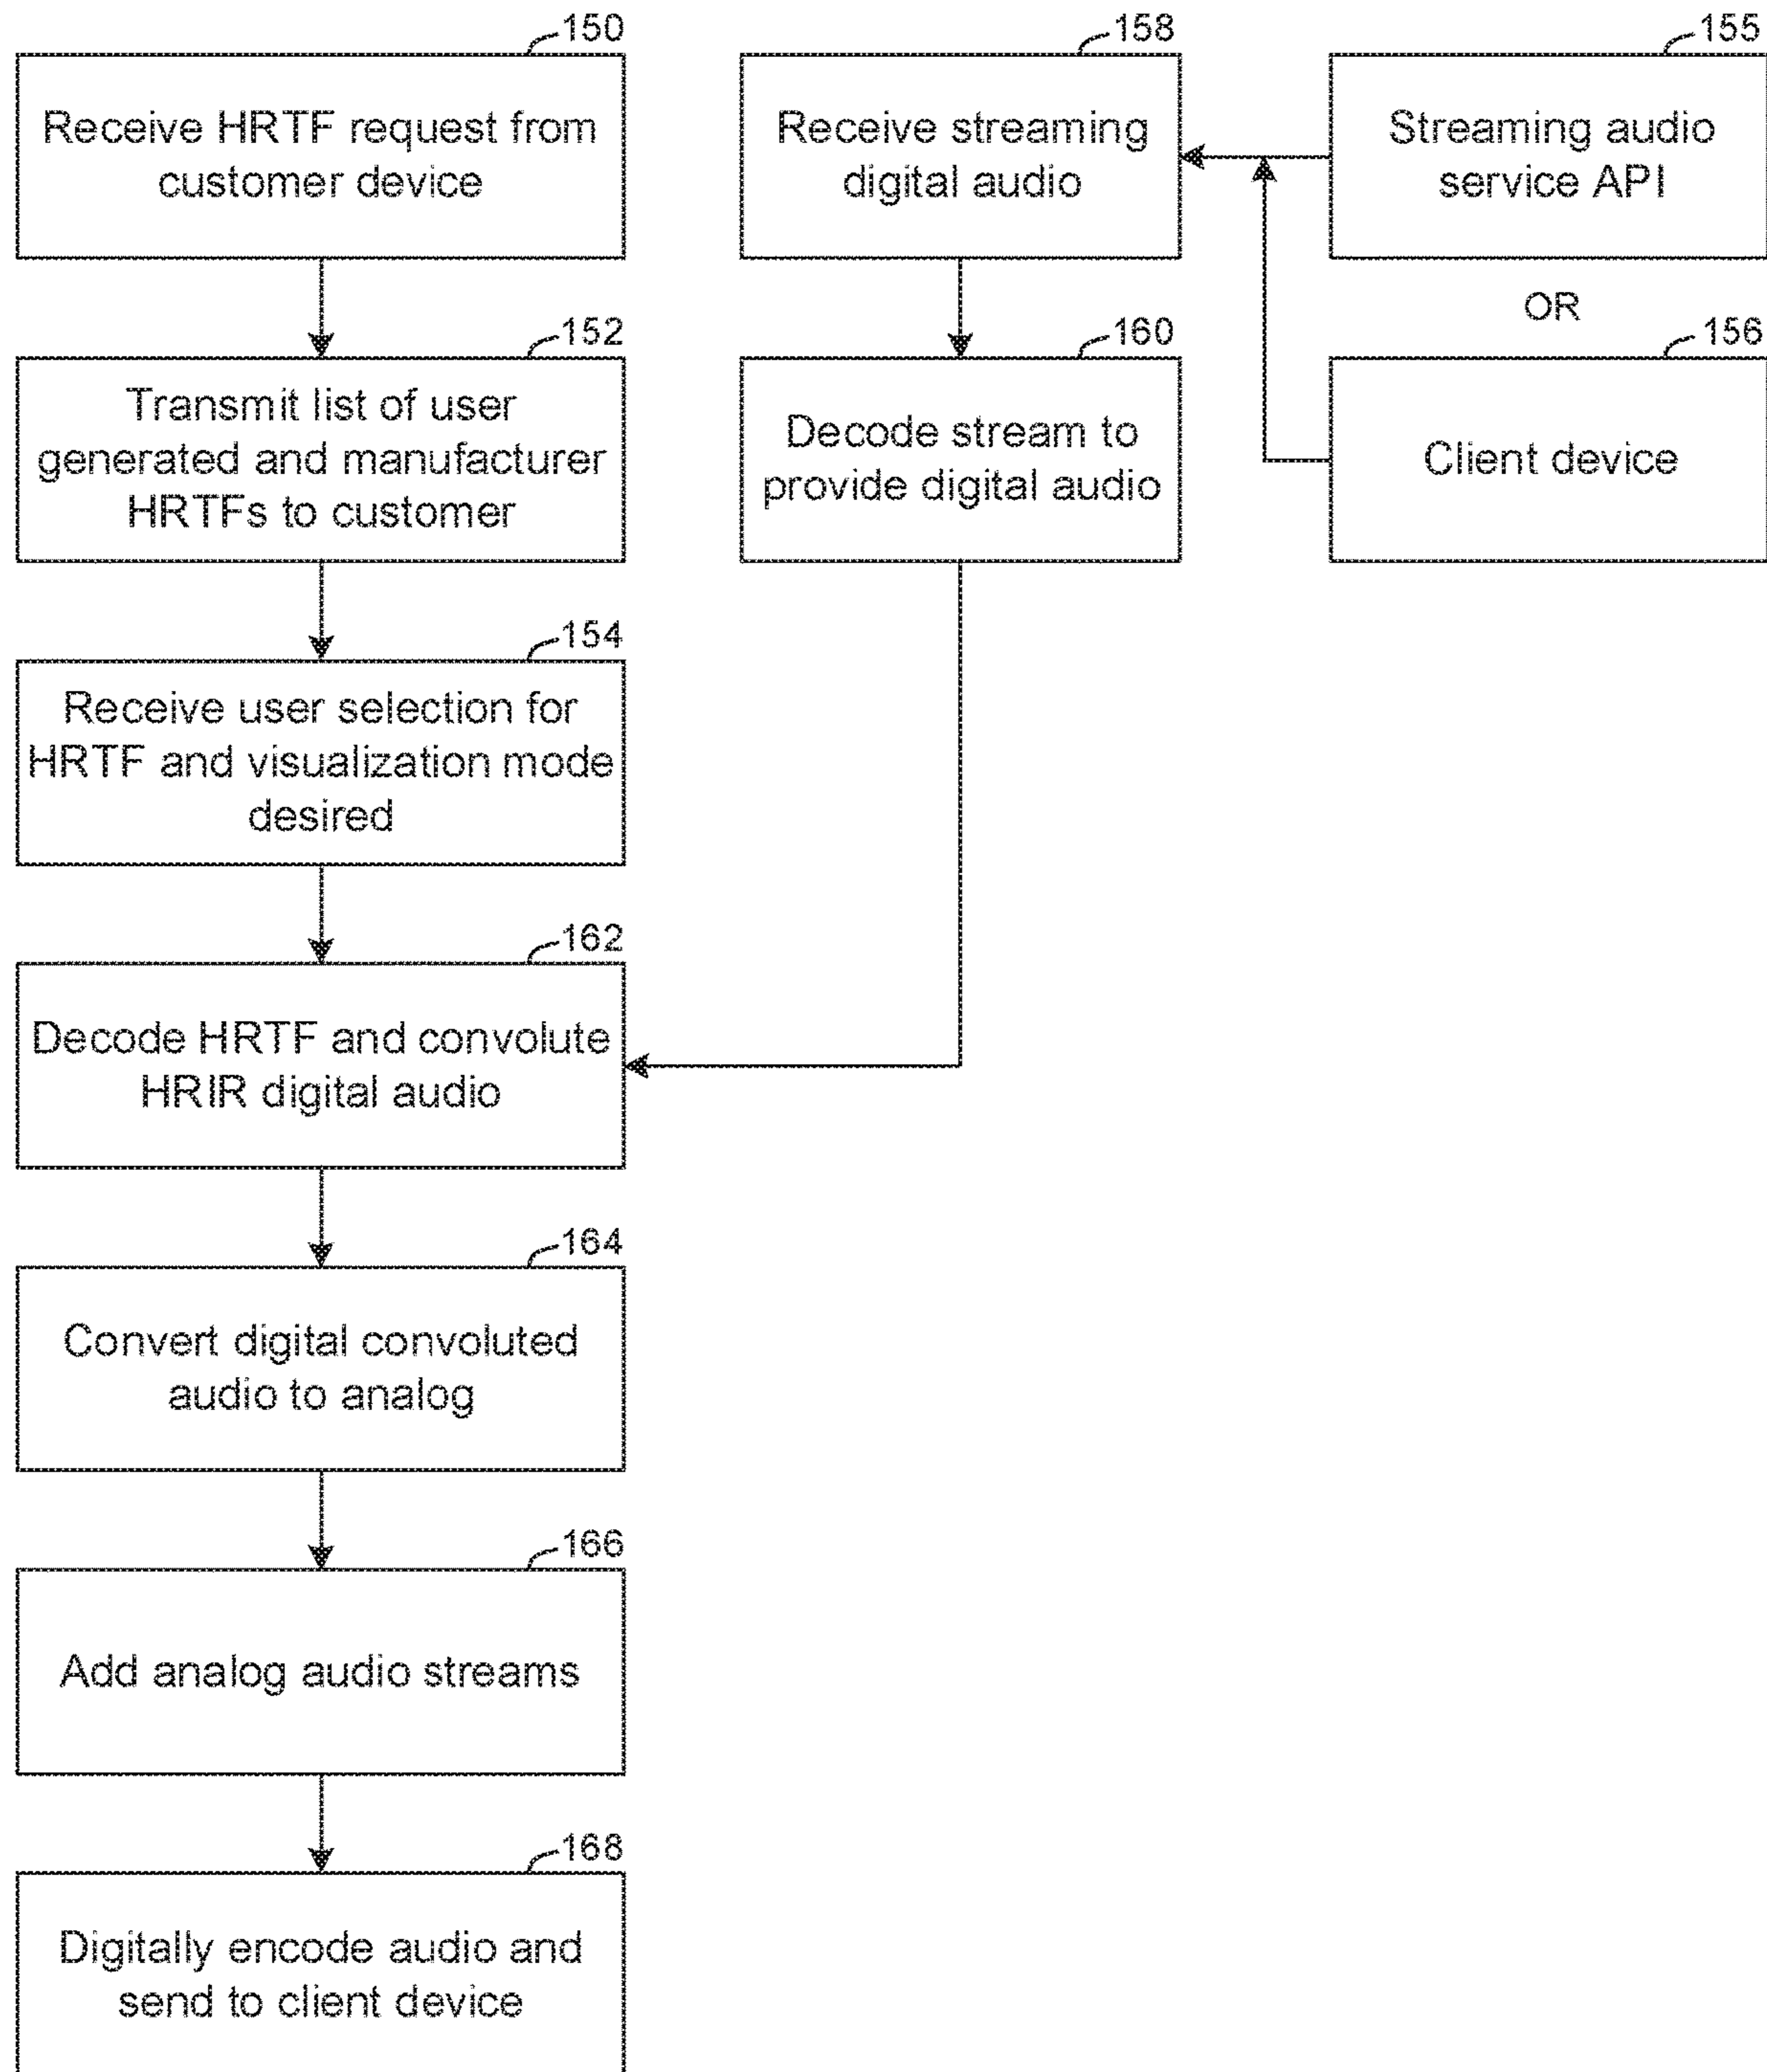 150
Receive HRTF request from
customer device
152
Transmit list of user
generated and manufacturer
HRTFs to customer
154
Receive user selection for
HRTF and visualization mode
desired
162
Decode HRTF and convolute
HRIR digital audio
164
Convert digital convoluted
audio to analog
166
Add analog audio streams
168
Digitally encode audio and
send to client device
158
Receive streaming
digital audio
160
Decode stream to
provide digital audio
155
Streaming audio
service API
OR
156
Client device